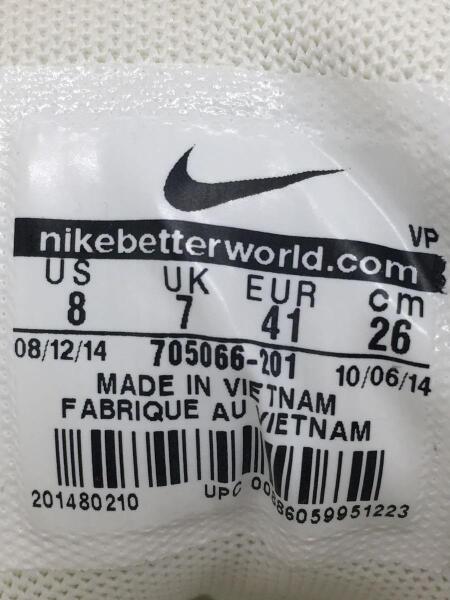 VP
nikebetterworld.com
US UK EUR cm
8 7 41 26
08/12/14 705066-201 10/06/14
MADE IN VIETNAM
FABRIQUE AU VIETNAM
201480210 UPC 00886059951223